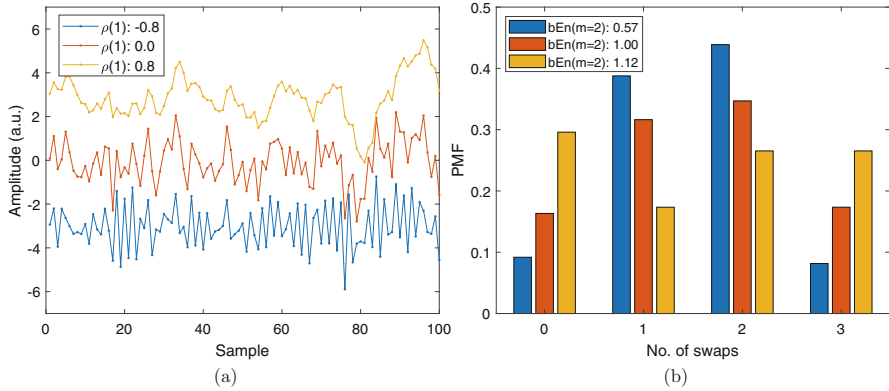 ρ(1): -0.8
ρ(1): 0.0
ρ(1): 0.8
6
4
2
0
-2
-4
-6
Amplitude (a.u.)
0 20 40 60 80 100
Sample
(a)
bEn(m=2): 0.57
bEn(m=2): 1.00
bEn(m=2): 1.12
0.5
0.4
0.3
0.2
0.1
0
PMF
0 1 2 3
No. of swaps
(b)